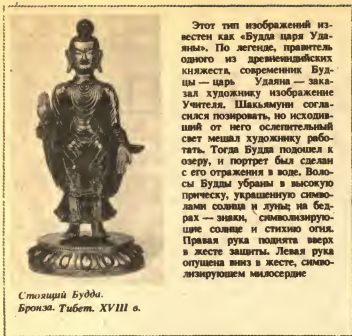 Этот тип изображений из-
вестен как «Будда царя Уда-
яны». По легенде, правитель
одного из древнеиндийских
княжеств, современник Буд-
цы — царь Удаяна — зака-
зал художнику изображение
Учителя. Шакьямуни согла-
сился позировать, но исходив-
ший от него ослепительный
свет мешал художнику рабо-
тать. Тогда Будда подошел к
озеру, и портрет был сделан
с его отражения в воде. Воло-
сы Будды убраны в высокую
прическу, украшенную симво-
лами солнца и луны; на бед-
рах — знаки, символизирую-
щие солнце и стихию огня.
Правая рука поднята вверх
в жесте защиты. Левая рука
опущена вниз в жесте, симво-
лизирующем милосердие
Стоящий Будда.
Бронза. Тибет. XVIII в.